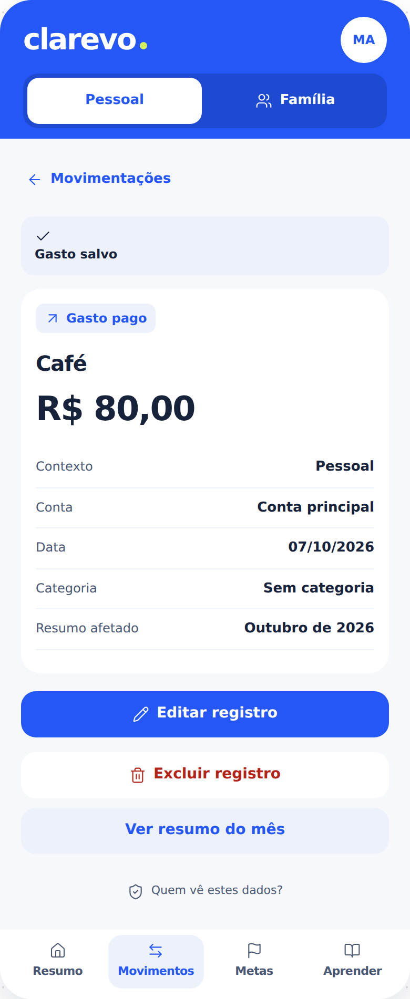 clarevo.
MA
Pessoal
Família
Movimentações
Gasto salvo
Gasto pago
Café
R$ 80,00
Contexto Pessoal
Conta Conta principal
Data 07/10/2026
Categoria Sem categoria
Resumo afetado Outubro de 2026
Editar registro
Excluir registro
Ver resumo do mês
Quem vê estes dados?
Resumo Movimentos Metas Aprender